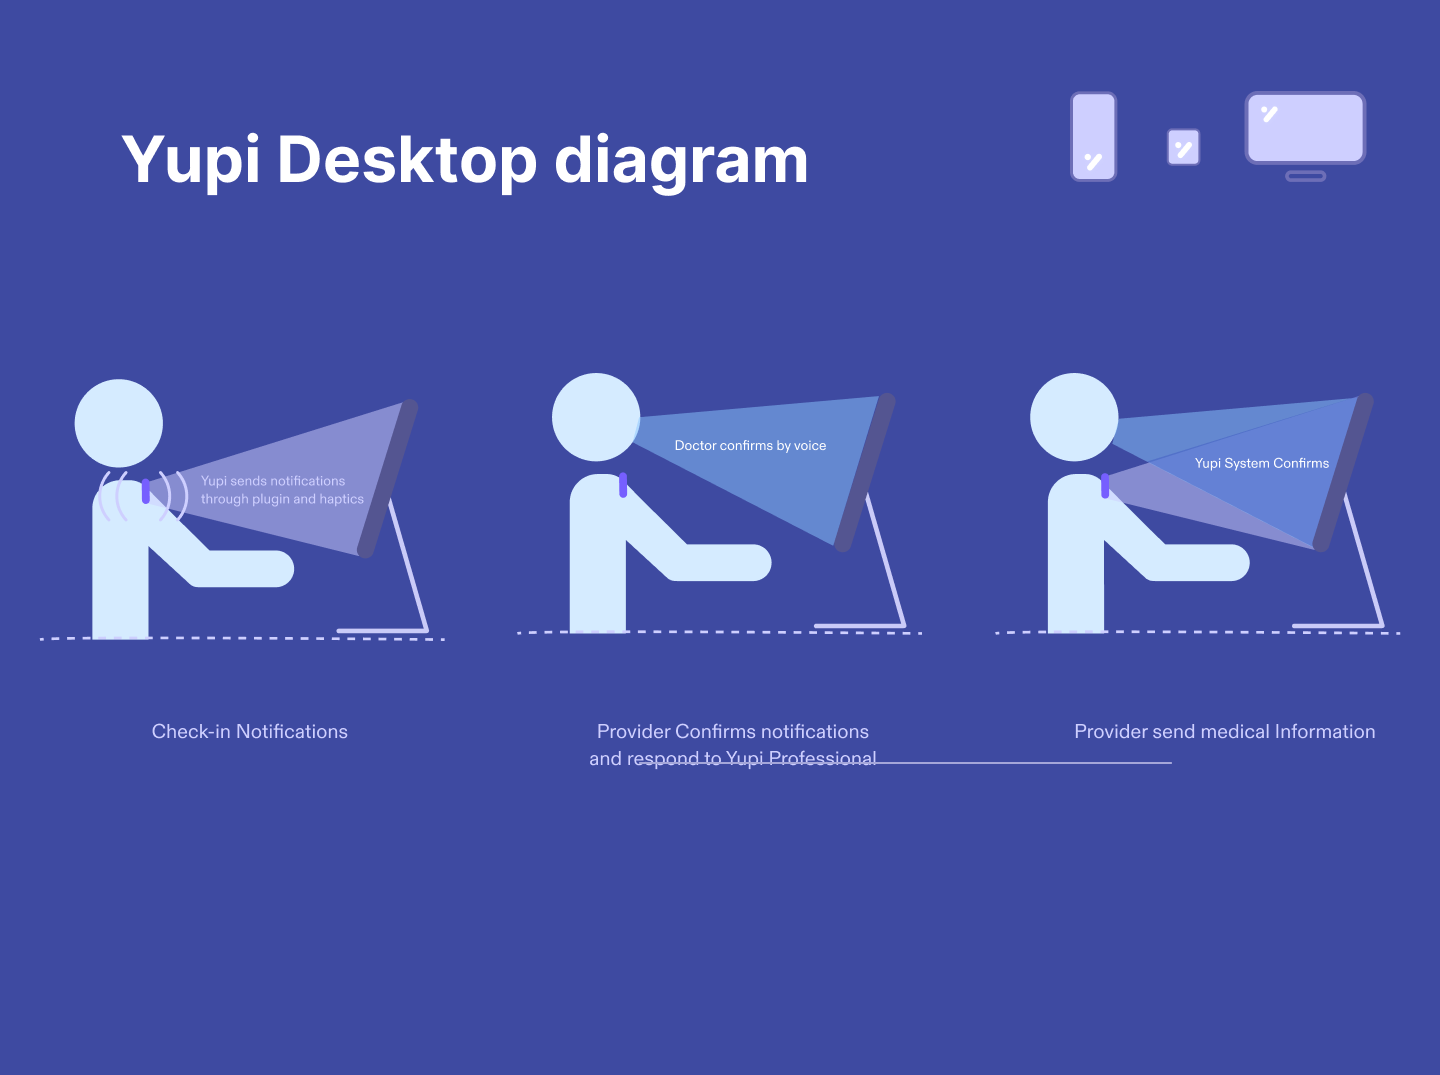 Yupi Desktop diagram
Yupi sends notifications
through plugin and haptics
Doctor confirms by voice
Yupi System Confirms
Check-in Notifications
Provider Confirms notifications
and respond to Yupi Professional
Provider send medical Information